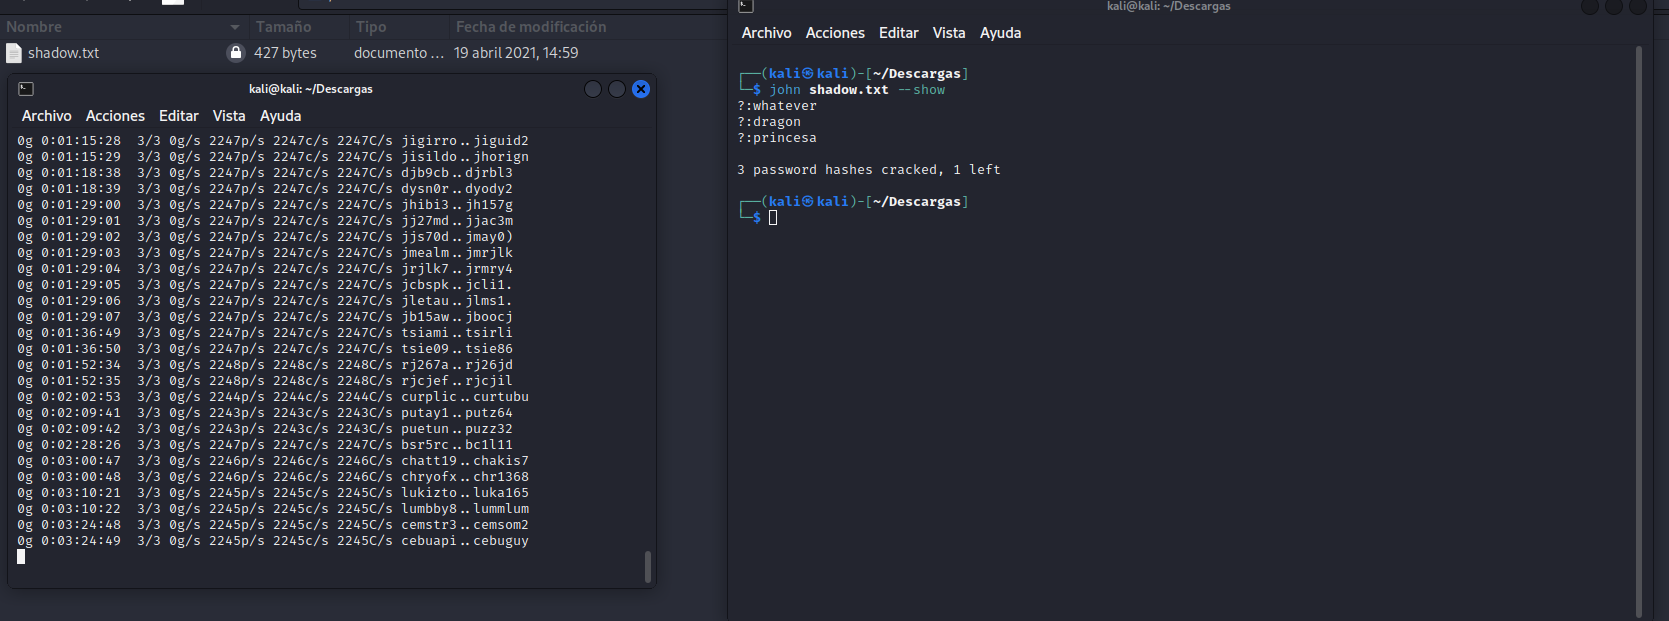 Nombre Tamaño Tipo Fecha de modificación
shadow.txt 427 bytes documento ... 19 abril 2021, 14:59
kali@kali: ~/Descargas
Archivo Acciones Editar Vista Ayuda
0g 0:01:15:28 3/3 0g/s 2247p/s 2247c/s 2247C/s jigirro..jiguid2
0g 0:01:15:29 3/3 0g/s 2247p/s 2247c/s 2247C/s jisildo..jhorign
0g 0:01:18:38 3/3 0g/s 2247p/s 2247c/s 2247C/s djb9cb..djrbl3
0g 0:01:18:39 3/3 0g/s 2247p/s 2247c/s 2247C/s dysn0r..dyody2
0g 0:01:29:00 3/3 0g/s 2247p/s 2247c/s 2247C/s jhibi3..jh157g
0g 0:01:29:01 3/3 0g/s 2247p/s 2247c/s 2247C/s jj27md..jjac3m
0g 0:01:29:02 3/3 0g/s 2247p/s 2247c/s 2247C/s jjs70d..jmay0)
0g 0:01:29:03 3/3 0g/s 2247p/s 2247c/s 2247C/s jmealm..jmrjlk
0g 0:01:29:04 3/3 0g/s 2247p/s 2247c/s 2247C/s jrjlk7..jrmry4
0g 0:01:29:05 3/3 0g/s 2247p/s 2247c/s 2247C/s jcbspk..jcli1.
0g 0:01:29:06 3/3 0g/s 2247p/s 2247c/s 2247C/s jletau..jlms1.
0g 0:01:29:07 3/3 0g/s 2247p/s 2247c/s 2247C/s jb15aw..jboocj
0g 0:01:36:49 3/3 0g/s 2247p/s 2247c/s 2247C/s tsiami..tsirli
0g 0:01:36:50 3/3 0g/s 2247p/s 2247c/s 2247C/s tsie09..tsie86
0g 0:01:52:34 3/3 0g/s 2248p/s 2248c/s 2248C/s rj267a..rj26jd
0g 0:01:52:35 3/3 0g/s 2248p/s 2248c/s 2248C/s rjcjef..rjcjil
0g 0:02:02:53 3/3 0g/s 2244p/s 2244c/s 2244C/s curplic..curtubu
0g 0:02:09:41 3/3 0g/s 2243p/s 2243c/s 2243C/s putay1..putz64
0g 0:02:09:42 3/3 0g/s 2243p/s 2243c/s 2243C/s puetun..puzz32
0g 0:02:28:26 3/3 0g/s 2247p/s 2247c/s 2247C/s bsr5rc..bc1l11
0g 0:03:00:47 3/3 0g/s 2246p/s 2246c/s 2246C/s chatt19..chakis7
0g 0:03:00:48 3/3 0g/s 2246p/s 2246c/s 2246C/s chryofx..chr1368
0g 0:03:10:21 3/3 0g/s 2245p/s 2245c/s 2245C/s lukizto..luka165
0g 0:03:10:22 3/3 0g/s 2245p/s 2245c/s 2245C/s lumbby8..lummlum
0g 0:03:24:48 3/3 0g/s 2245p/s 2245c/s 2245C/s cemstr3..cemsom2
0g 0:03:24:49 3/3 0g/s 2245p/s 2245c/s 2245C/s cebuapi..cebuguy
kali@kali: ~/Descargas
Archivo Acciones Editar Vista Ayuda
┌──(kali㉿kali)-[~/Descargas]
└─$ john shadow.txt --show
?:whatever
?:dragon
?:princesa
3 password hashes cracked, 1 left
┌──(kali㉿kali)-[~/Descargas]
└─$